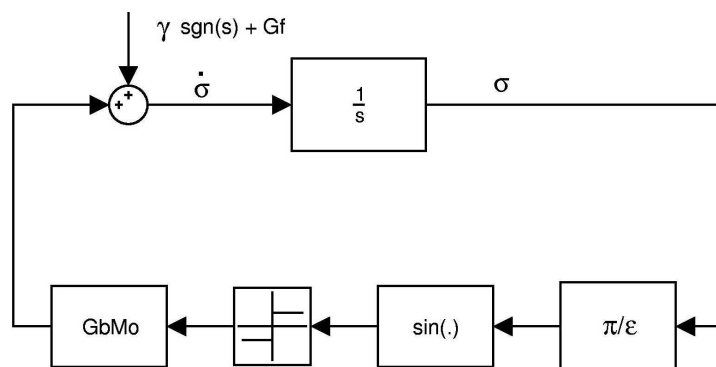 γ sgn(s) + Gf
+
+
σ̇
1
s
σ
GbMo
sin(.)
π/ε